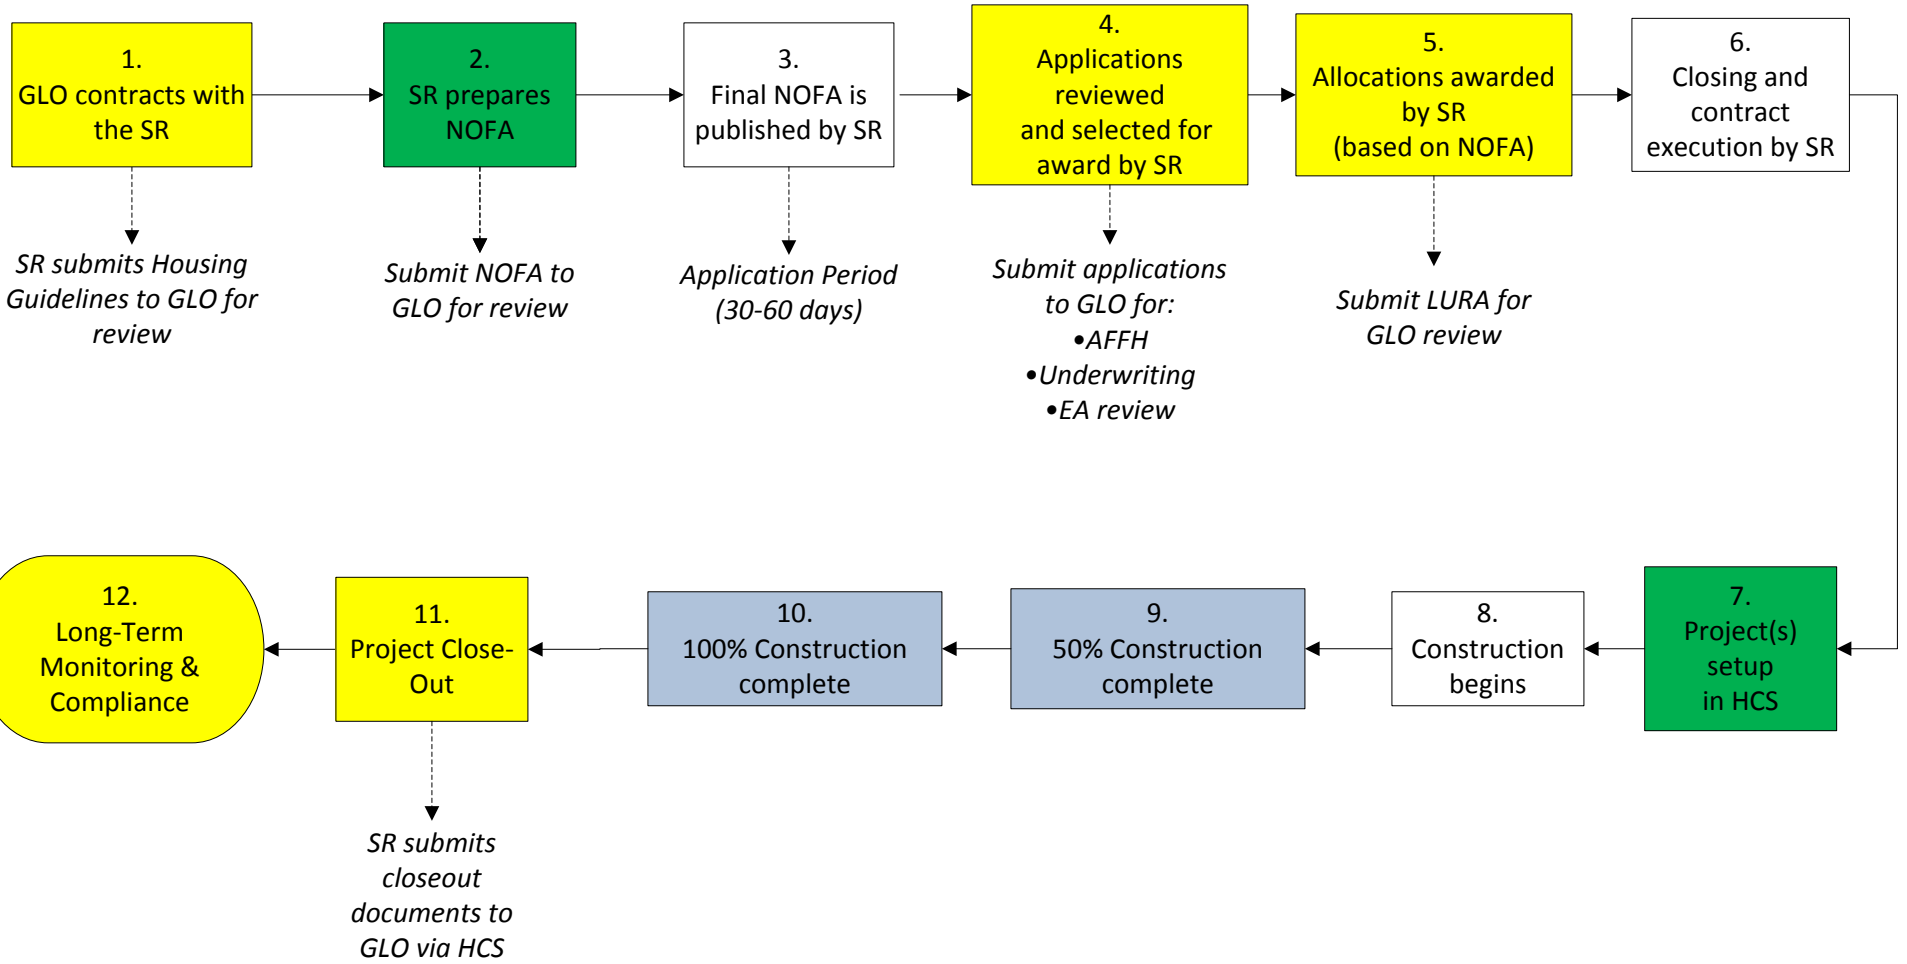 1.
GLO contracts with
the SR
2.
SR prepares
NOFA
3.
Final NOFA is
published by SR
4.
Applications
reviewed
and selected for
award by SR
5.
Allocations awarded
by SR
(based on NOFA)
6.
Closing and
contract
execution by SR
SR submits Housing
Guidelines to GLO for
review
Submit NOFA to
GLO for review
Application Period
(30-60 days)
Submit applications
to GLO for:
•AFFH
•Underwriting
•EA review
Submit LURA for
GLO review
7.
Project(s)
setup
in HCS
8.
Construction
begins
9.
50% Construction
complete
10.
100% Construction
complete
11.
Project Close-
Out
12.
Long-Term
Monitoring &
Compliance
SR submits
closeout
documents to
GLO via HCS